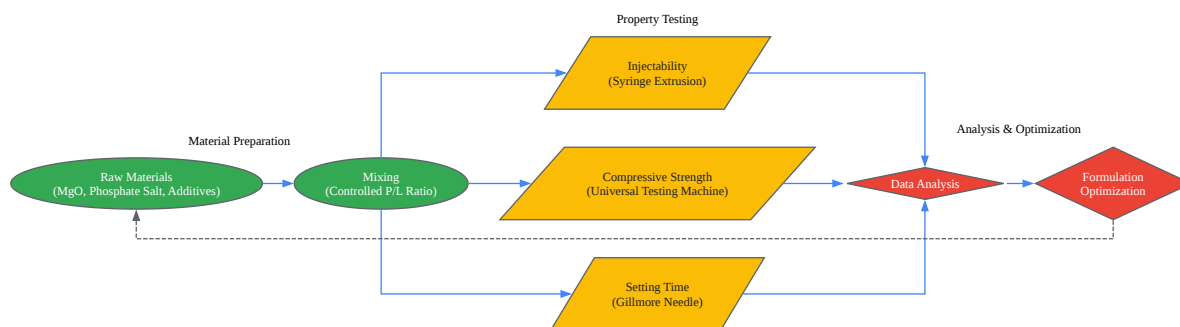 Property Testing
Injectability
(Syringe Extrusion)
Material Preparation
Analysis & Optimization
Raw Materials
(MgO, Phosphate Salt, Additives)
Mixing
(Controlled P/L Ratio)
Compressive Strength
(Universal Testing Machine)
Data Analysis
Formulation
Optimization
Setting Time
(Gillmore Needle)